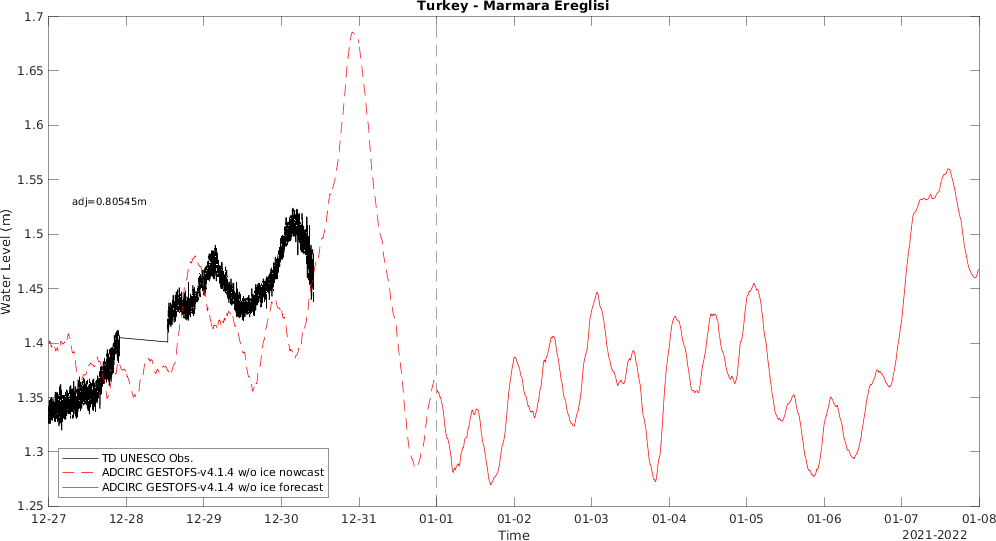 Turkey - Marmara Ereglisi
1.7
1.65
1.6
1.55
1.5
1.45
1.4
1.35
1.3
1.25
Water Level (m)
adj=0.80545m
TD UNESCO Obs.
ADCIRC GESTOFS-v4.1.4 w/o ice nowcast
ADCIRC GESTOFS-v4.1.4 w/o ice forecast
12-27 12-28 12-29 12-30 12-31 01-01 01-02 01-03 01-04 01-05 01-06 01-07 01-08
Time
2021-2022